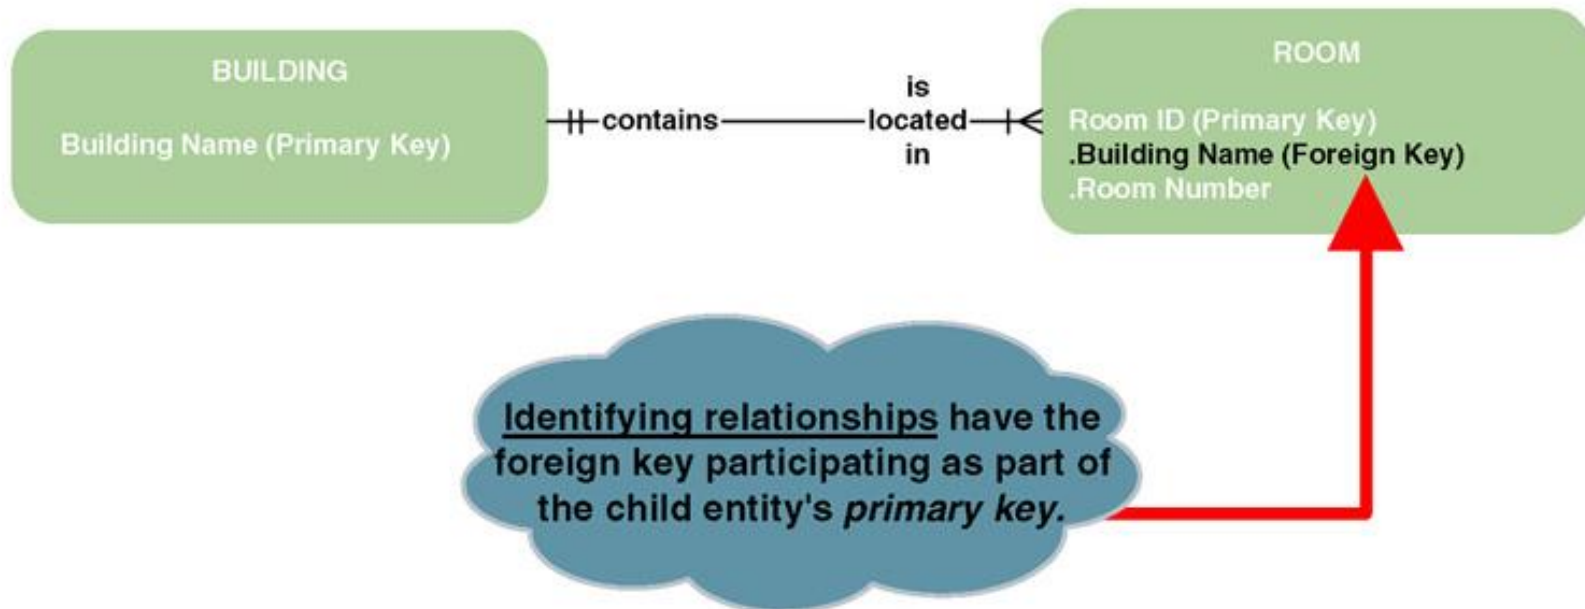 BUILDING
Building Name (Primary Key)
contains
is
located
in
ROOM
Room ID (Primary Key)
.Building Name (Foreign Key)
.Room Number
Identifying relationships have the
foreign key participating as part of
the child entity's primary key.